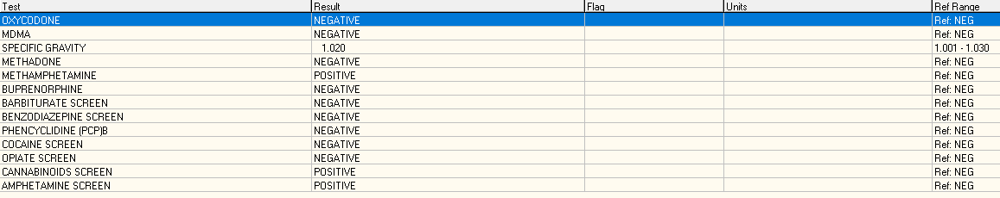 Test Result Flag Units Ref Range
OXYCODONE NEGATIVE Ref: NEG
MDMA NEGATIVE Ref: NEG
SPECIFIC GRAVITY 1.020 1.001 - 1.030
METHADONE NEGATIVE Ref: NEG
METHAMPHETAMINE POSITIVE Ref: NEG
BUPRENORPHINE NEGATIVE Ref: NEG
BARBITURATE SCREEN NEGATIVE Ref: NEG
BENZODIAZEPINE SCREEN NEGATIVE Ref: NEG
PHENCYCLIDINE (PCP)B NEGATIVE Ref: NEG
COCAINE SCREEN NEGATIVE Ref: NEG
OPIATE SCREEN NEGATIVE Ref: NEG
CANNABINOIDS SCREEN POSITIVE Ref: NEG
AMPHETAMINE SCREEN POSITIVE Ref: NEG